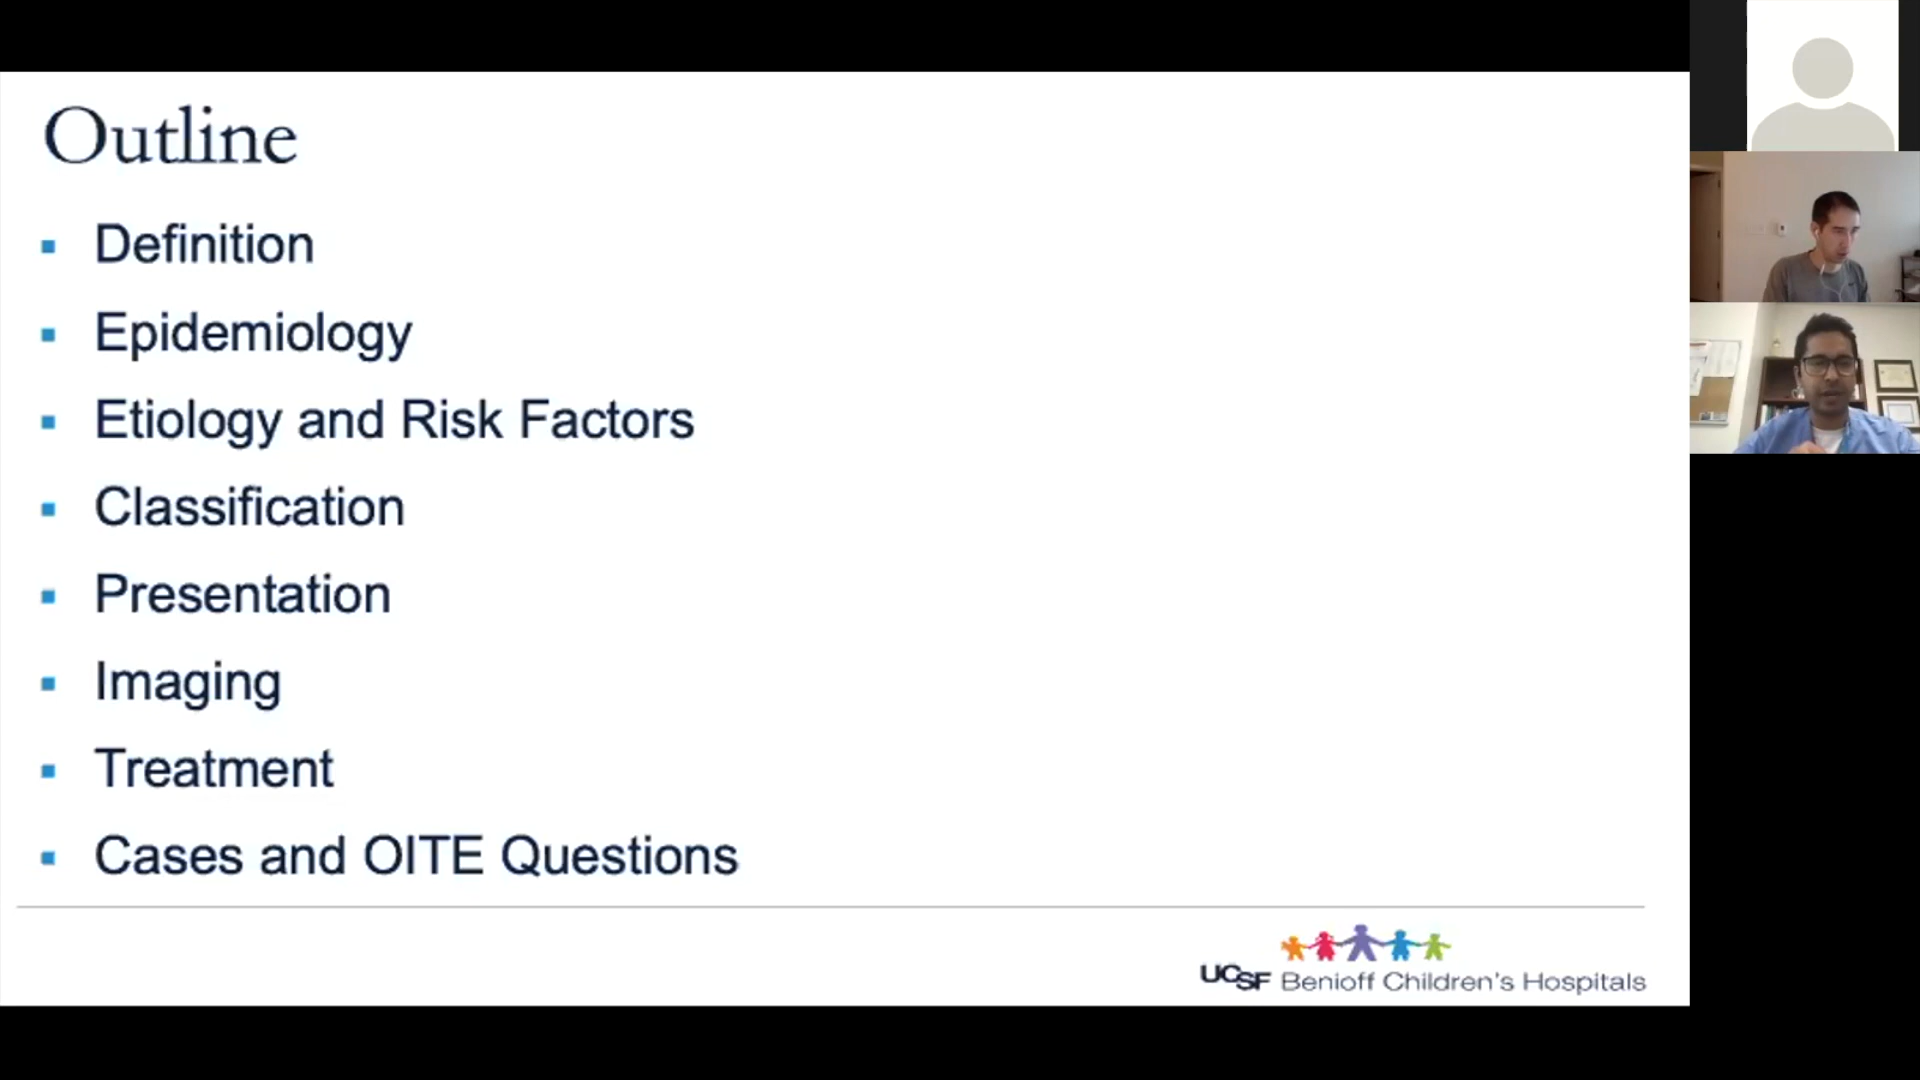 Outline
▪ Definition
▪ Epidemiology
▪ Etiology and Risk Factors
▪ Classification
▪ Presentation
▪ Imaging
▪ Treatment
▪ Cases and OITE Questions
UCSF Benioff Children's Hospitals